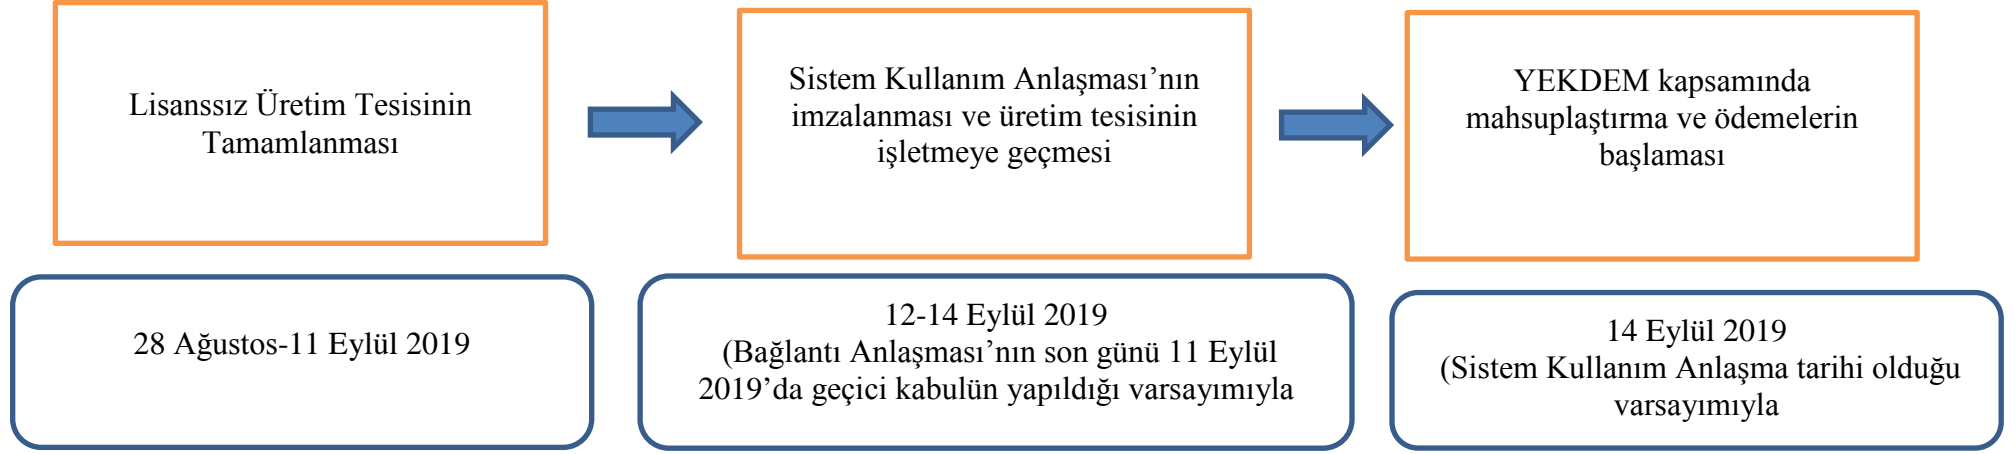 Lisanssız Üretim Tesisinin
Tamamlanması
Sistem Kullanım Anlaşması’nın
imzalanması ve üretim tesisinin
işletmeye geçmesi
YEKDEM kapsamında
mahsuplaştırma ve ödemelerin
başlaması
28 Ağustos-11 Eylül 2019
12-14 Eylül 2019
(Bağlantı Anlaşması’nın son günü 11 Eylül
2019’da geçici kabulün yapıldığı varsayımıyla
14 Eylül 2019
(Sistem Kullanım Anlaşma tarihi olduğu
varsayımıyla